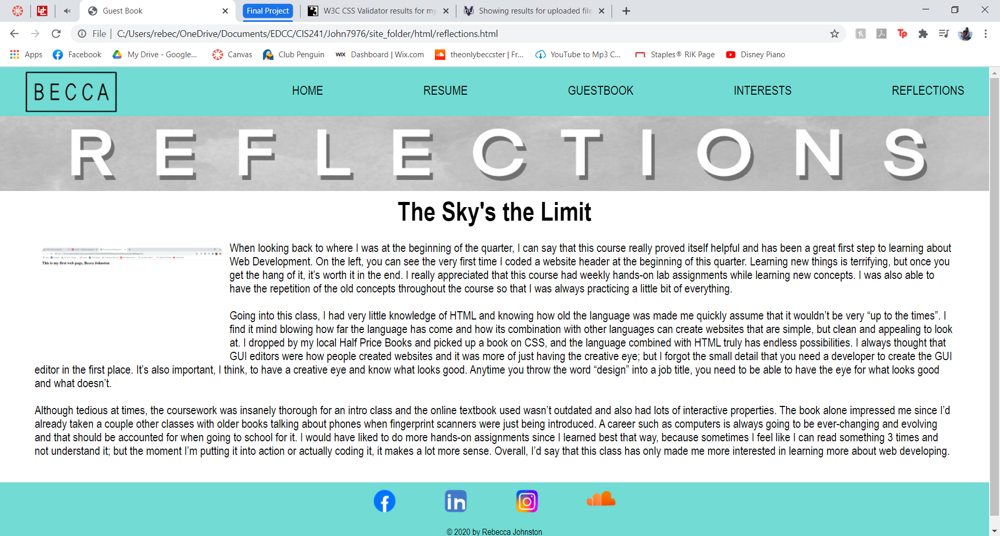 Guest Book
Final Project
W3C CSS Validator results for my
Showing results for uploaded file
File
C:/Users/rebec/OneDrive/Documents/EDCC/CIS241/John7976/site_folder/html/reflections.html
Apps
Facebook
My Drive - Google...
Canvas
Club Penguin
WIX Dashboard | Wix.com
theonlybeccster | Fr...
YouTube to Mp3 C...
Staples® RIK Page
Disney Piano
BECCA
HOME
RESUME
GUESTBOOK
INTERESTS
REFLECTIONS
REFLECTIONS
The Sky's the Limit
This is my first web page, Becca Johnston
When looking back to where I was at the beginning of the quarter, I can say that this course really proved itself helpful and has been a great first step to learning about
Web Development. On the left, you can see the very first time I coded a website header at the beginning of this quarter. Learning new things is terrifying, but once you
get the hang of it, it’s worth it in the end. I really appreciated that this course had weekly hands-on lab assignments while learning new concepts. I was also able to
have the repetition of the old concepts throughout the course so that I was always practicing a little bit of everything.
Going into this class, I had very little knowledge of HTML and knowing how old the language was made me quickly assume that it wouldn’t be very “up to the times”. I
find it mind blowing how far the language has come and how its combination with other languages can create websites that are simple, but clean and appealing to look
at. I dropped by my local Half Price Books and picked up a book on CSS, and the language combined with HTML truly has endless possibilities. I always thought that
GUI editors were how people created websites and it was more of just having the creative eye; but I forgot the small detail that you need a developer to create the GUI
editor in the first place. It’s also important, I think, to have a creative eye and know what looks good. Anytime you throw the word “design” into a job title, you need to be able to have the eye for what looks good
and what doesn’t.
Although tedious at times, the coursework was insanely thorough for an intro class and the online textbook used wasn’t outdated and also had lots of interactive properties. The book alone impressed me since I’d
already taken a couple other classes with older books talking about phones when fingerprint scanners were just being introduced. A career such as computers is always going to be ever-changing and evolving
and that should be accounted for when going to school for it. I would have liked to do more hands-on assignments since I learned best that way, because sometimes I feel like I can read something 3 times and
not understand it; but the moment I’m putting it into action or actually coding it, it makes a lot more sense. Overall, I’d say that this class has only made me more interested in learning more about web developing.
© 2020 by Rebecca Johnston